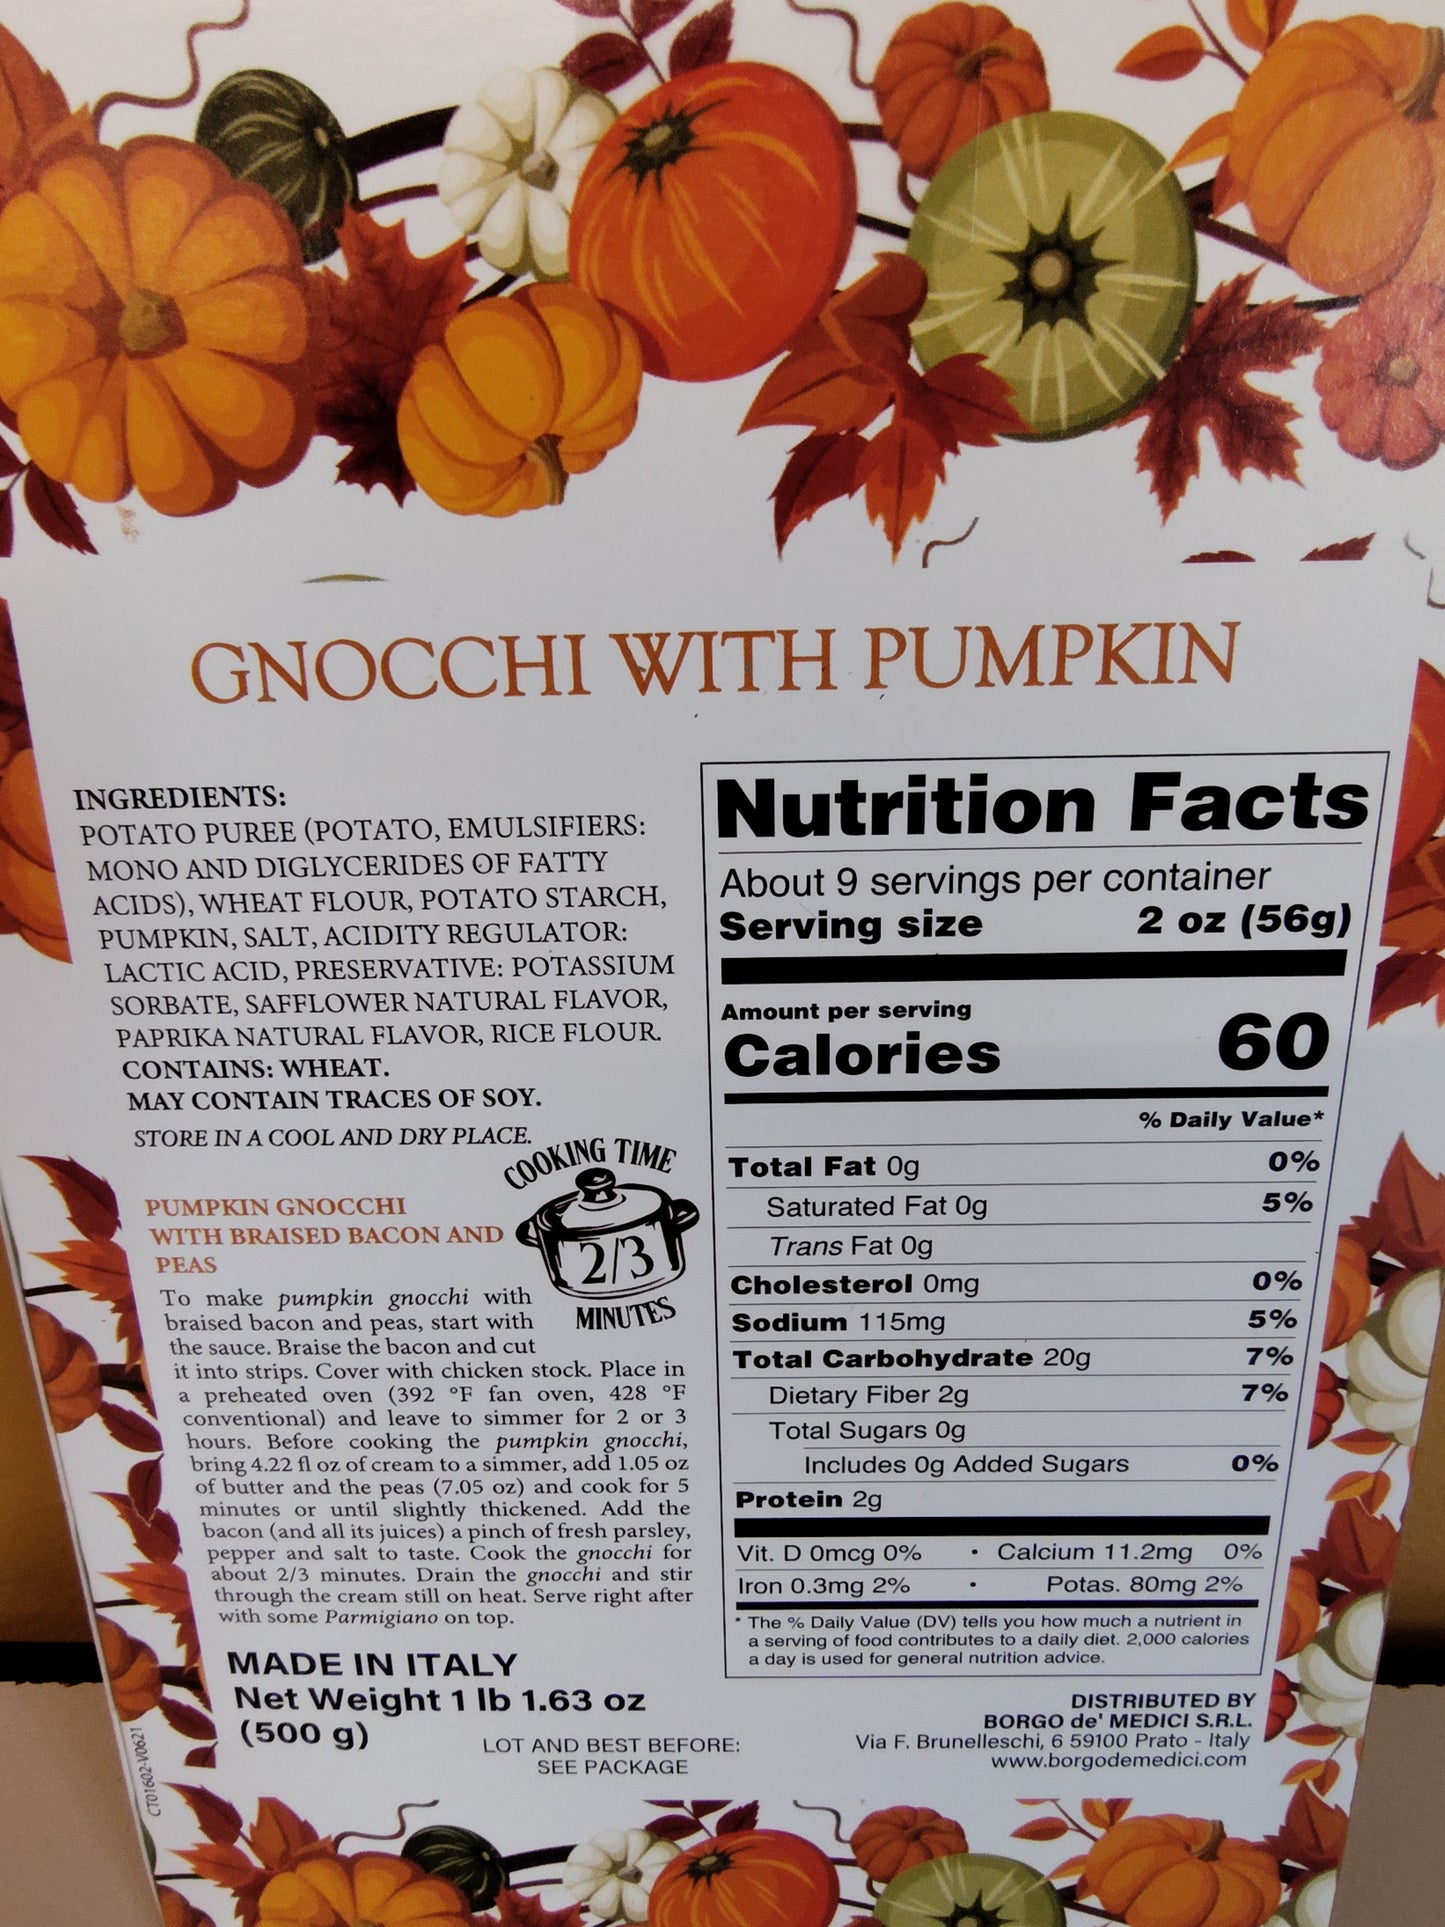 GNOCCHI WITH PUMPKIN
INGREDIENTS:
POTATO PUREE (POTATO, EMULSIFIERS:
MONO AND DIGLYCERIDES OF FATTY
ACIDS), WHEAT FLOUR, POTATO STARCH,
PUMPKIN, SALT, ACIDITY REGULATOR:
LACTIC ACID, PRESERVATIVE: POTASSIUM
SORBATE, SAFFLOWER NATURAL FLAVOR,
PAPRIKA NATURAL FLAVOR, RICE FLOUR.
CONTAINS: WHEAT.
MAY CONTAIN TRACES OF SOY.
STORE IN A COOL AND DRY PLACE.
COOKING TIME
2/3
MINUTES
PUMPKIN GNOCCHI
WITH BRAISED BACON AND
PEAS
To make pumpkin gnocchi with
braised bacon and peas, start with
the sauce. Braise the bacon and cut
it into strips. Cover with chicken stock. Place in
a preheated oven (392 °F fan oven, 428 °F
conventional) and leave to simmer for 2 or 3
hours. Before cooking the pumpkin gnocchi,
bring 4.22 fl oz of cream to a simmer, add 1.05 oz
of butter and the peas (7.05 oz) and cook for 5
minutes or until slightly thickened. Add the
bacon (and all its juices) a pinch of fresh parsley,
pepper and salt to taste. Cook the gnocchi for
about 2/3 minutes. Drain the gnocchi and stir
through the cream still on heat. Serve right after
with some Parmigiano on top.
MADE IN ITALY
Net Weight 1 lb 1.63 oz
(500 g)
LOT AND BEST BEFORE:
SEE PACKAGE
CT01602-V0621
Nutrition Facts
About 9 servings per container
Serving size 2 oz (56g)
Amount per serving
Calories 60
% Daily Value*
Total Fat 0g 0%
Saturated Fat 0g 5%
Trans Fat 0g
Cholesterol 0mg 0%
Sodium 115mg 5%
Total Carbohydrate 20g 7%
Dietary Fiber 2g 7%
Total Sugars 0g
Includes 0g Added Sugars 0%
Protein 2g
Vit. D 0mcg 0% • Calcium 11.2mg 0%
Iron 0.3mg 2% • Potas. 80mg 2%
* The % Daily Value (DV) tells you how much a nutrient in
a serving of food contributes to a daily diet. 2,000 calories
a day is used for general nutrition advice.
DISTRIBUTED BY
BORGO de' MEDICI S.R.L.
Via F. Brunelleschi, 6 59100 Prato - Italy
www.borgodemedici.com